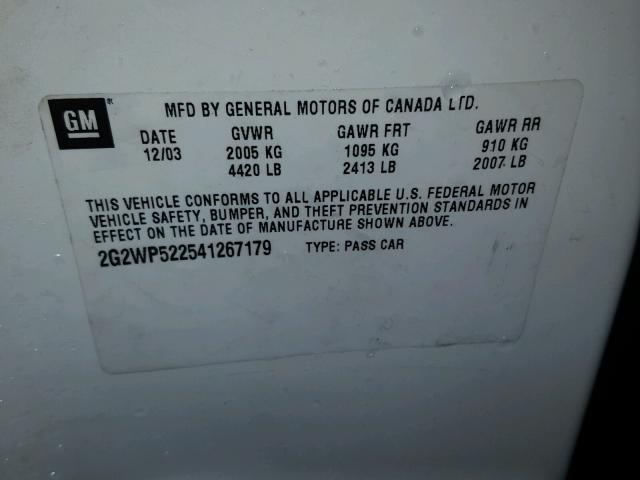 GM®
MFD BY GENERAL MOTORS OF CANADA LTD.
DATE GVWR GAWR FRT GAWR RR
12/03 2005 KG 1095 KG 910 KG
4420 LB 2413 LB 2007 LB
THIS VEHICLE CONFORMS TO ALL APPLICABLE U.S. FEDERAL MOTOR
VEHICLE SAFETY, BUMPER, AND THEFT PREVENTION STANDARDS IN
EFFECT ON THE DATE OF MANUFACTURE SHOWN ABOVE.
2G2WP522541267179 TYPE: PASS CAR